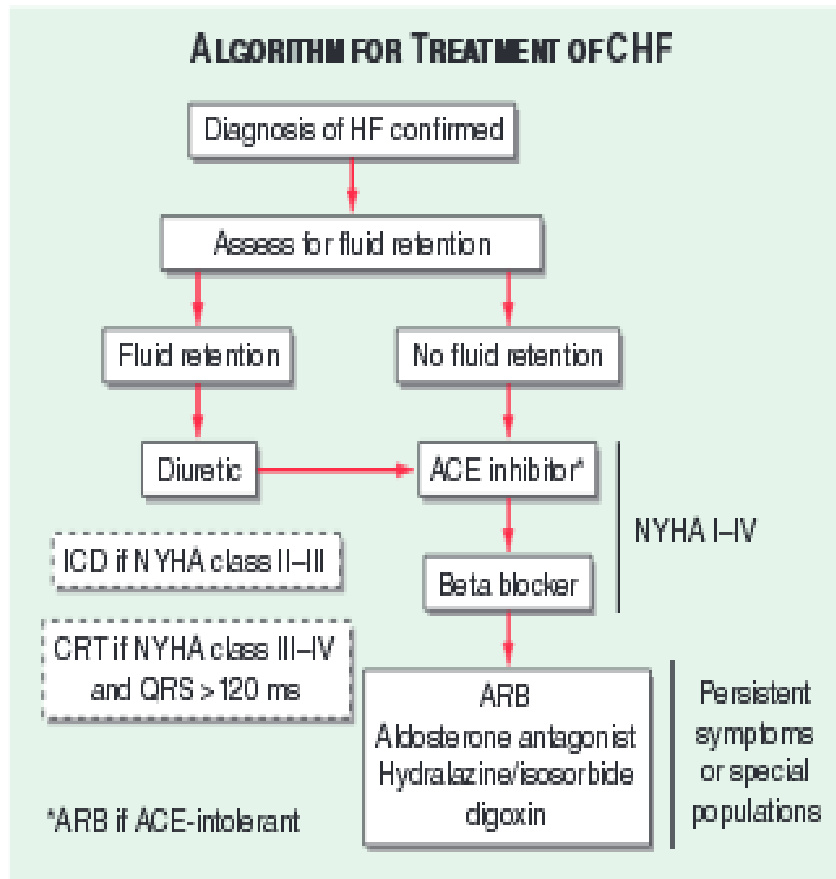 ALGORITHM FOR TREATMENT OF CHF
Diagnosis of HF confirmed
Assess for fluid retention
Fluid retention
No fluid retention
Diuretic
ACE inhibitor*
NYHA I–IV
ICD if NYHA class II–III
Beta blocker
CRT if NYHA class III–IV
and QRS > 120 ms
ARB
Aldosterone antagonist
Hydralazine/isosorbide
digoxin
Persistent
symptoms
or special
populations
*ARB if ACE-intolerant